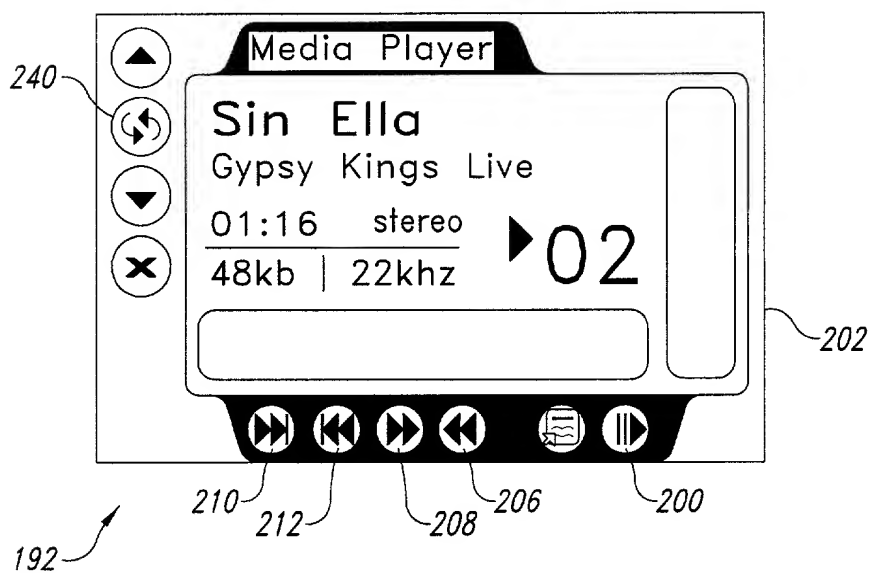 Media Player
240
Sin Ella
Gypsy Kings Live
01:16 stereo
02
48kb | 22khz
202
210
212
208
206
200
192